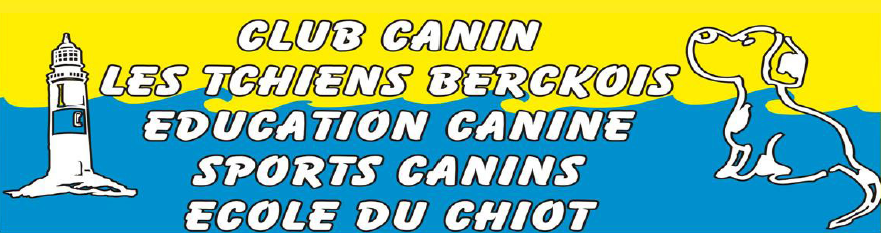 CLUB CANIN
LES TCHIENS BERCKOIS
EDUCATION CANINE
SPORTS CANINS
ECOLE DU CHIOT